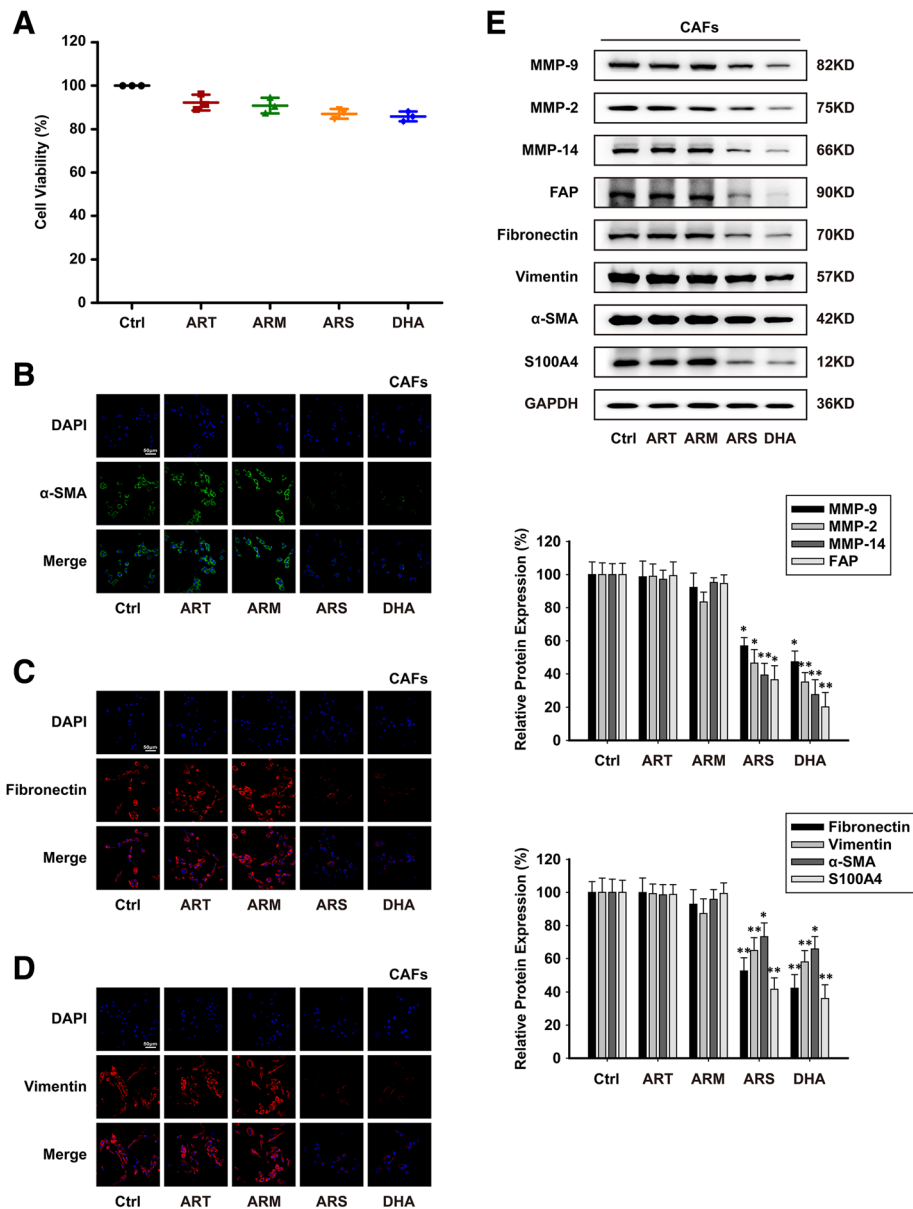 A
120
100
80
60
40
20
0
Cell Viability (%)
Ctrl ART ARM ARS DHA
B
CAFs
DAPI
50μm
α-SMA
Merge
Ctrl ART ARM ARS DHA
C
CAFs
DAPI
50μm
Fibronectin
Merge
Ctrl ART ARM ARS DHA
D
CAFs
DAPI
50μm
Vimentin
Merge
Ctrl ART ARM ARS DHA
E
CAFs
MMP-9 82KD
MMP-2 75KD
MMP-14 66KD
FAP 90KD
Fibronectin 70KD
Vimentin 57KD
α-SMA 42KD
S100A4 12KD
GAPDH 36KD
Ctrl ART ARM ARS DHA
MMP-9
MMP-2
MMP-14
FAP
Relative Protein Expression (%)
120
100
80
60
40
20
0
* * ** * * ** ** **
Ctrl ART ARM ARS DHA
Fibronectin
Vimentin
α-SMA
S100A4
Relative Protein Expression (%)
120
100
80
60
40
20
0
** ** * ** ** ** * **
Ctrl ART ARM ARS DHA